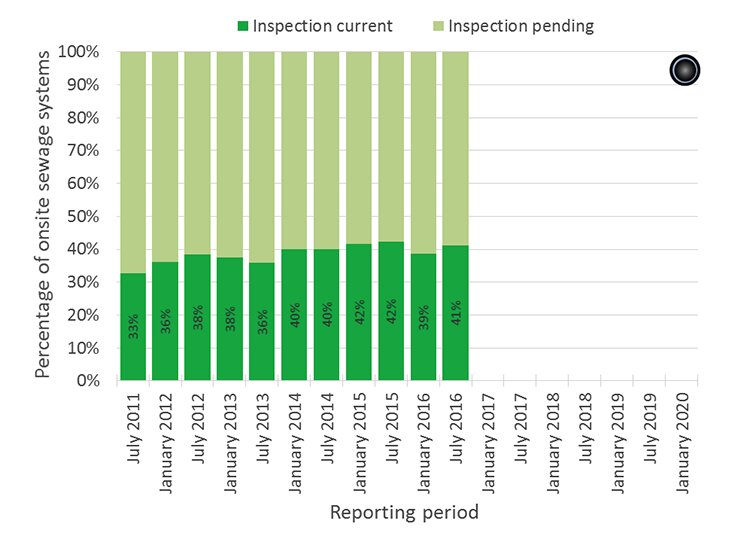 Inspection current
Inspection pending
Percentage of onsite sewage systems
100%
90%
80%
70%
60%
50%
40%
30%
20%
10%
0%
33%
36%
38%
38%
36%
40%
40%
42%
42%
39%
41%
July 2011
January 2012
July 2012
January 2013
July 2013
January 2014
July 2014
January 2015
July 2015
January 2016
July 2016
January 2017
July 2017
January 2018
July 2018
January 2019
July 2019
January 2020
Reporting period